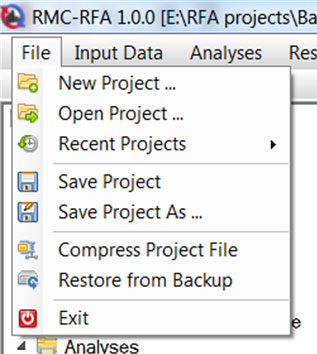 RMC-RFA 1.0.0 [E:\RFA projects\Ba
File Input Data Analyses Res
New Project ...
Open Project ...
Recent Projects
Save Project
Save Project As ...
Compress Project File
Restore from Backup
Exit
e
Analyses